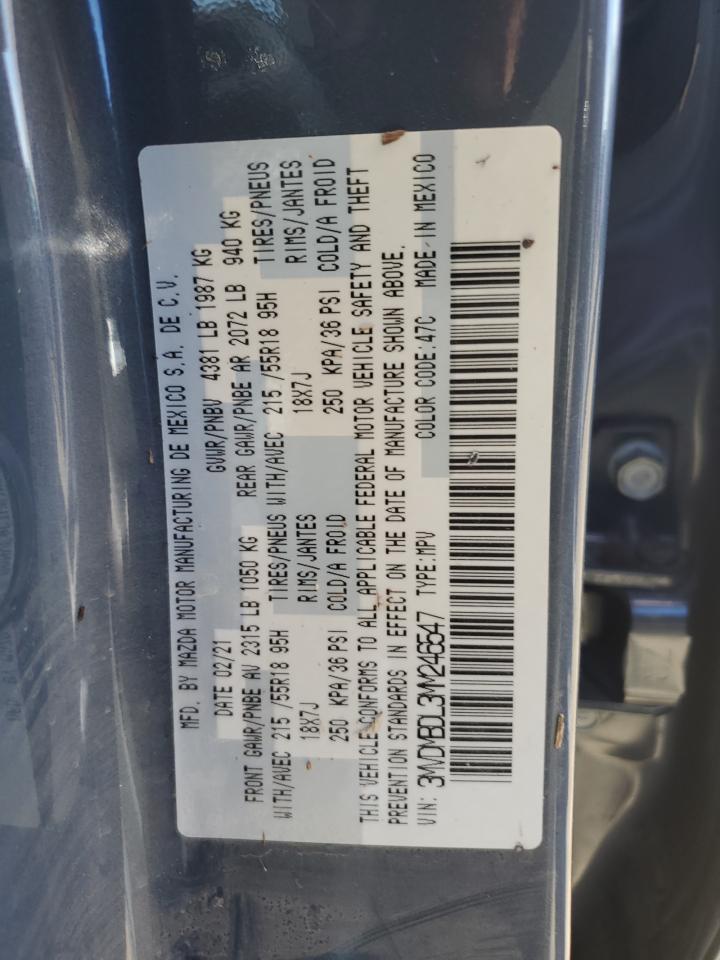 MFD. BY MAZDA MOTOR MANUFACTURING DE MEXICO S.A. DE C.V.
DATE 02/21 GVWR/PNBV 4381 LB 1987 KG
FRONT GAWR/PNBE AV 2315 LB 1050 KG REAR GAWR/PNBE AR 2072 LB 940 KG
WITH/AVEC 215 /55R18 95H TIRES/PNEUS WITH/AVEC 215 /55R18 95H TIRES/PNEUS
18X7J RIMS/JANTES 18X7J RIMS/JANTES
250 KPA/36 PSI COLD/A FROID 250 KPA/36 PSI COLD/A FROID
THIS VEHICLE CONFORMS TO ALL APPLICABLE FEDERAL MOTOR VEHICLE SAFETY AND THEFT
PREVENTION STANDARDS IN EFFECT ON THE DATE OF MANUFACTURE SHOWN ABOVE.
VIN: 3MVDMBDL3MM246547 TYPE:MPV COLOR CODE:47C MADE IN MEXICO